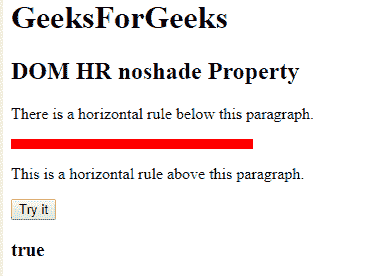 GeeksForGeeks
DOM HR noshade Property
There is a horizontal rule below this paragraph.
This is a horizontal rule above this paragraph.
Try it
true